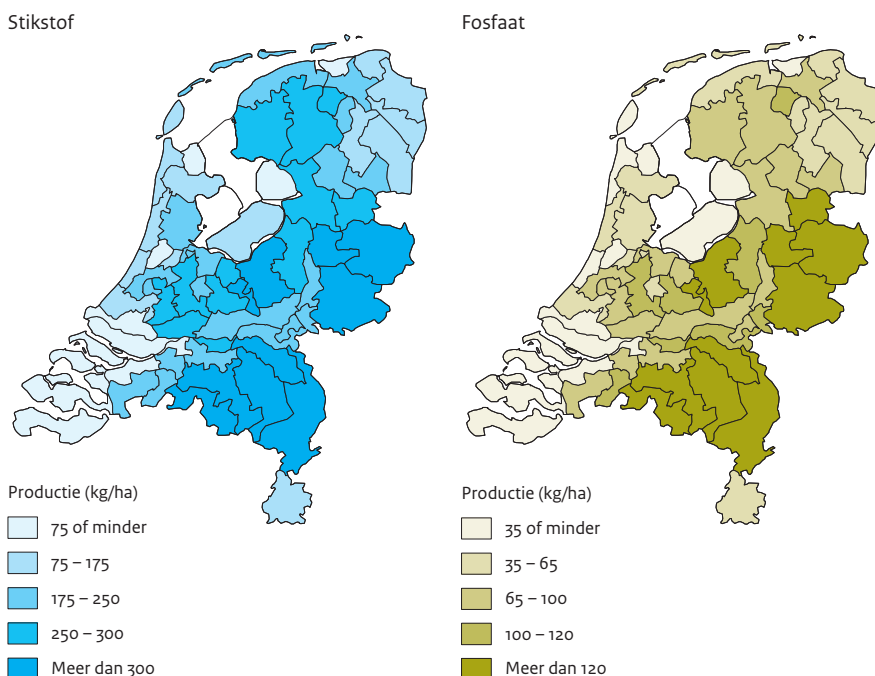 Stikstof
Productie (kg/ha)
75 of minder
75 – 175
175 – 250
250 – 300
Meer dan 300
Fosfaat
Productie (kg/ha)
35 of minder
35 – 65
65 – 100
100 – 120
Meer dan 120